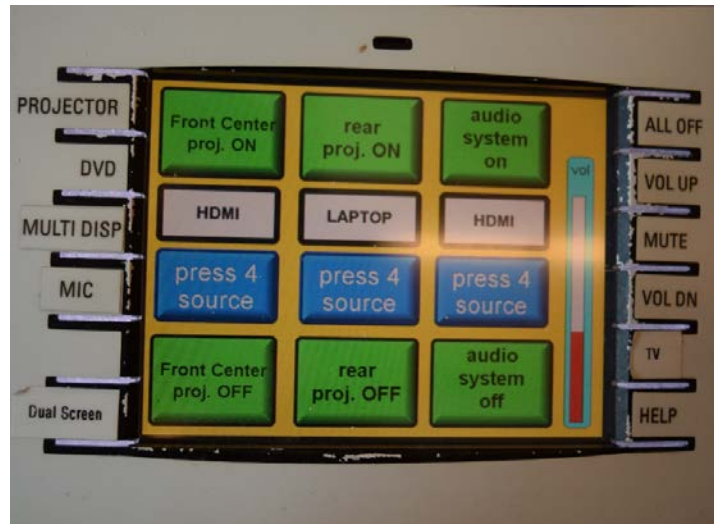 PROJECTOR
DVD
MULTI DISP
MIC
Dual Screen
Front Center
proj. ON
rear
proj. ON
audio
system
on
HDMI
LAPTOP
HDMI
press 4
source
press 4
source
press 4
source
Front Center
proj. OFF
rear
proj. OFF
audio
system
off
vol
ALL OFF
VOL UP
MUTE
VOL DN
TV
HELP